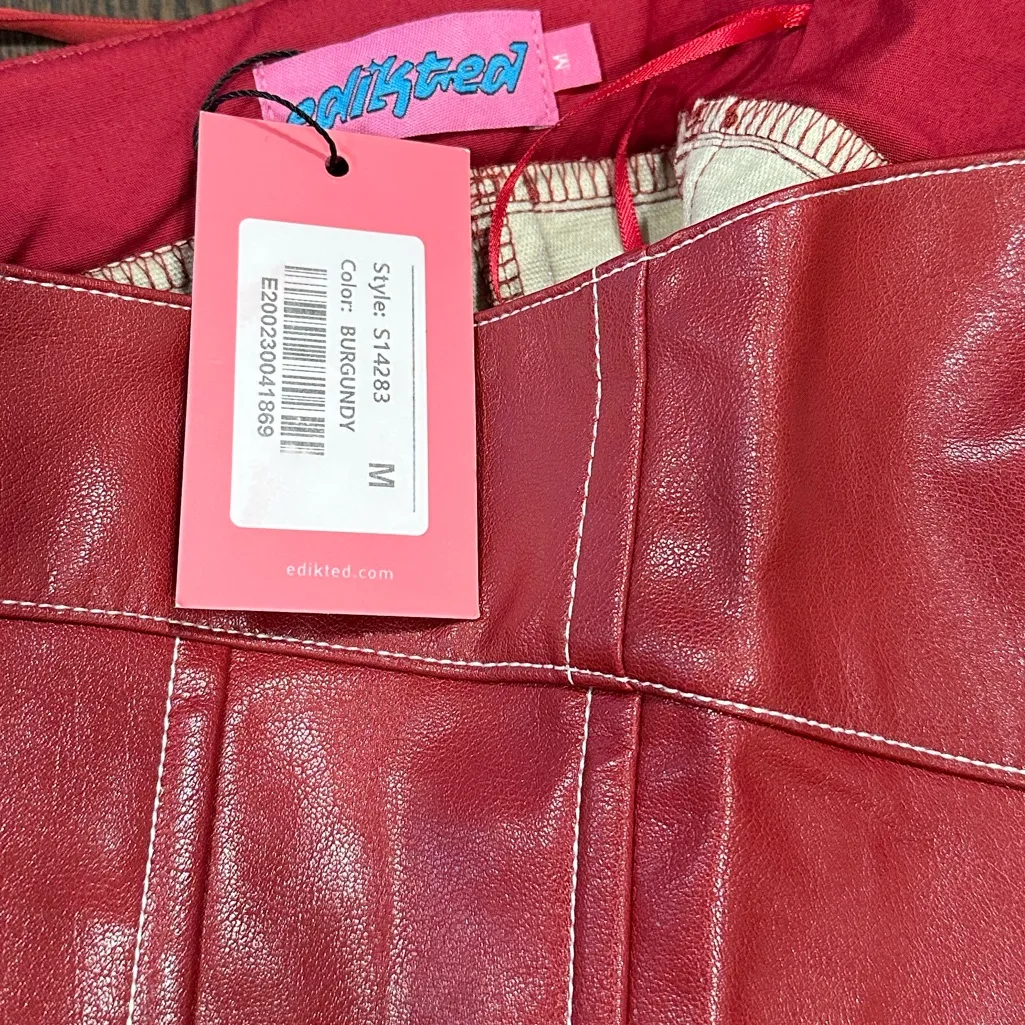 edikted
M
Style: S14283
Color: BURGUNDY
M
E200230041869
edikted.com